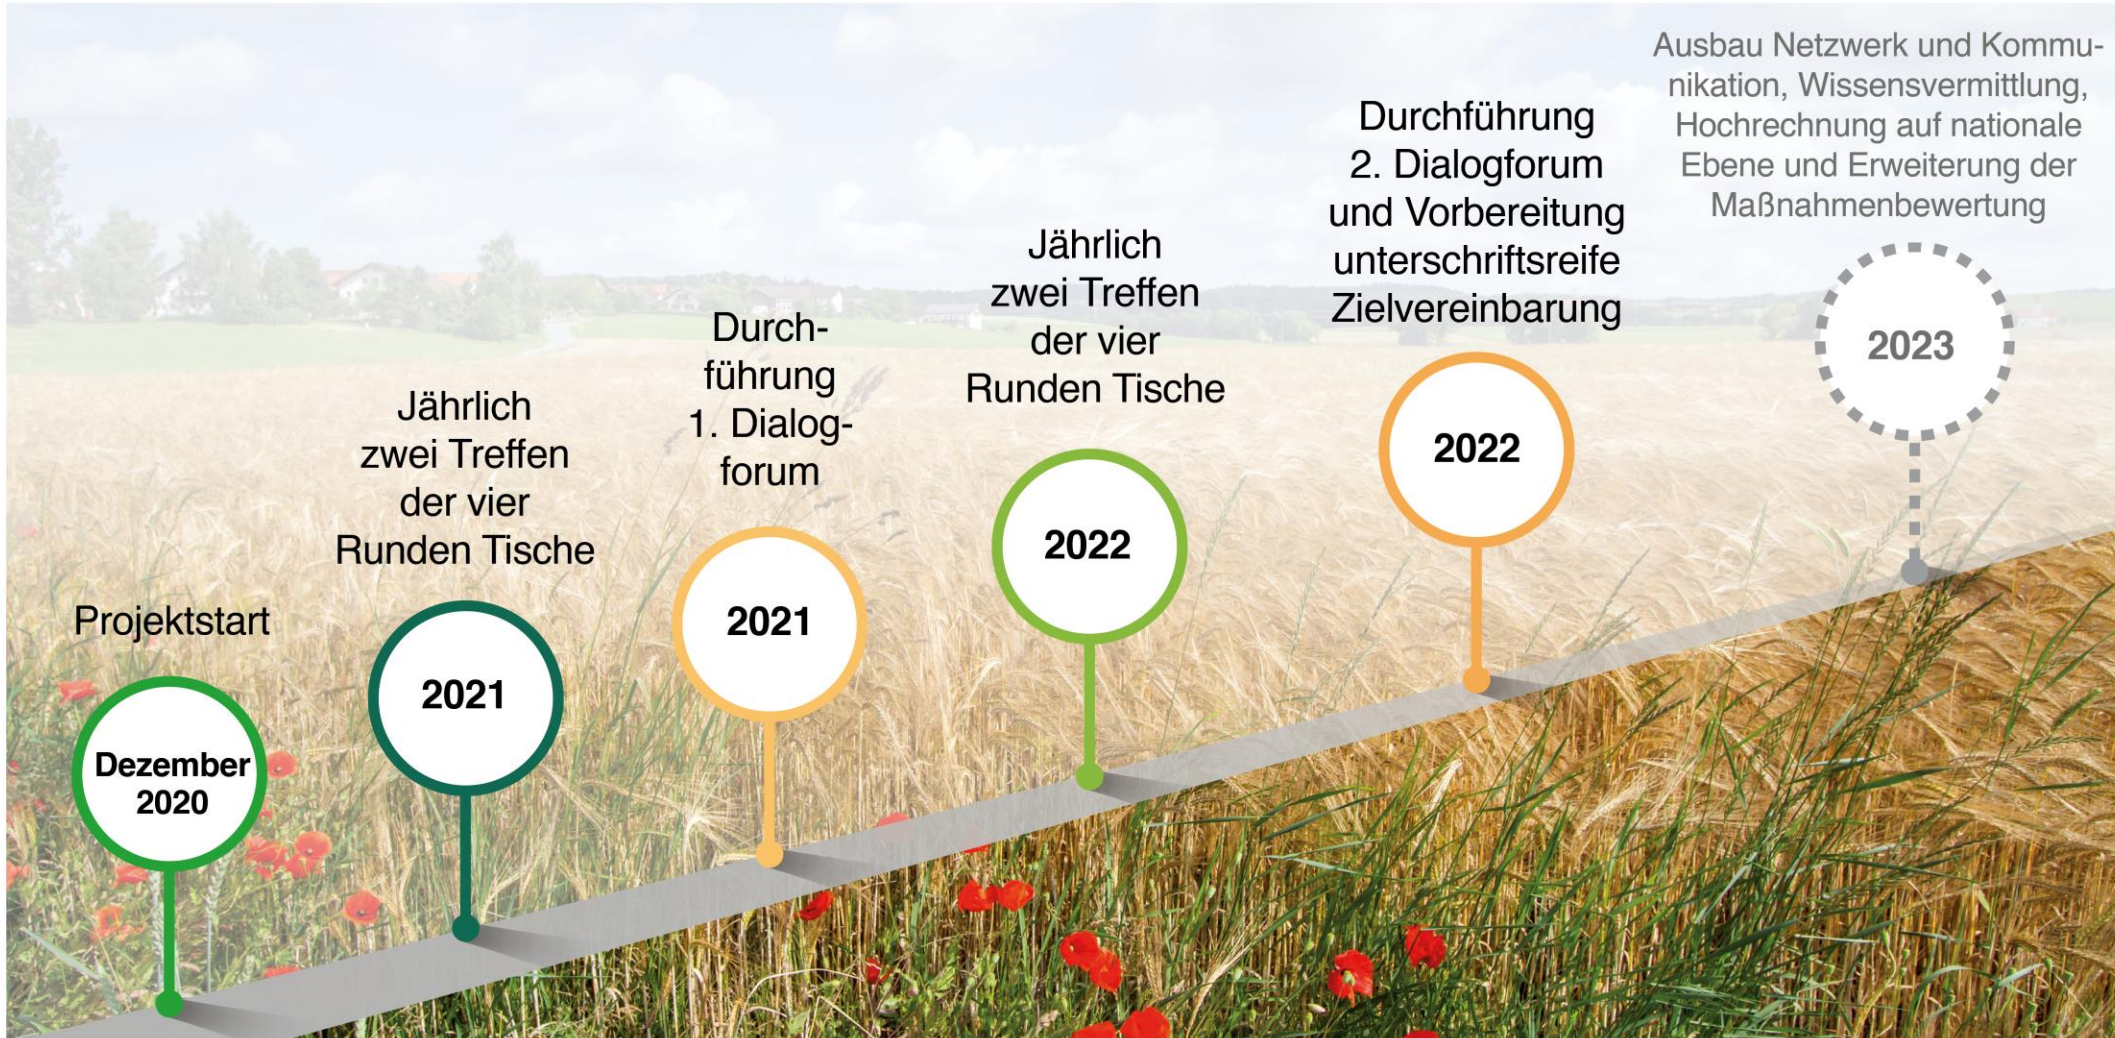 Projektstart
Dezember
2020
Jährlich
zwei Treffen
der vier
Runden Tische
2021
Durch-
führung
1. Dialog-
forum
2021
Jährlich
zwei Treffen
der vier
Runden Tische
2022
Durchführung
2. Dialogforum
und Vorbereitung
unterschriftsreife
Zielvereinbarung
2022
Ausbau Netzwerk und Kommu-
nikation, Wissensvermittlung,
Hochrechnung auf nationale
Ebene und Erweiterung der
Maßnahmenbewertung
2023